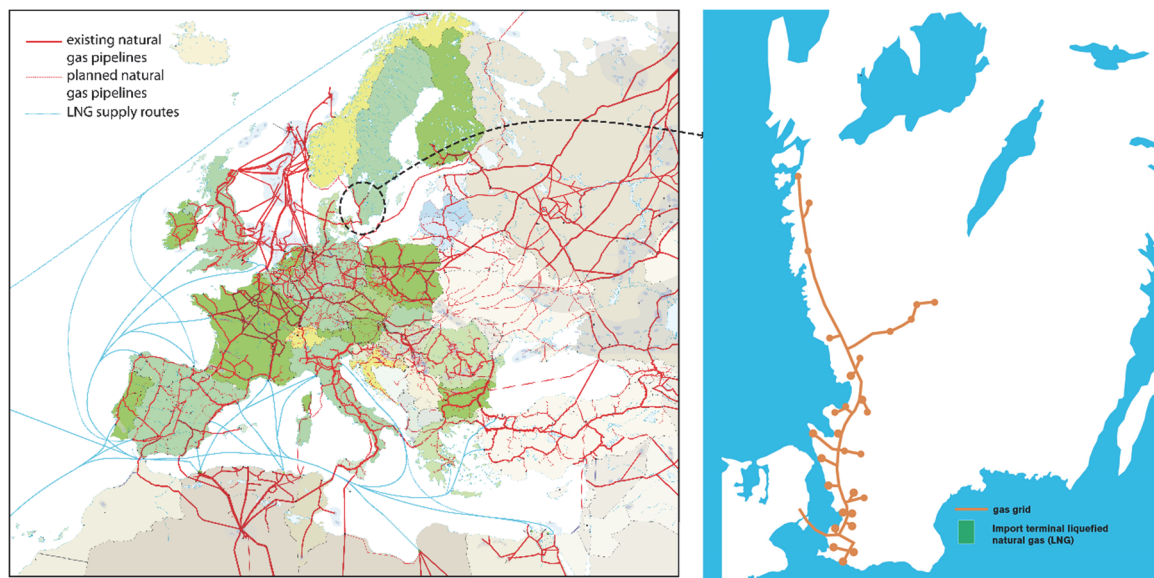 existing natural
gas pipelines
planned natural
gas pipelines
LNG supply routes
gas grid
Import terminal liquefied
natural gas (LNG)